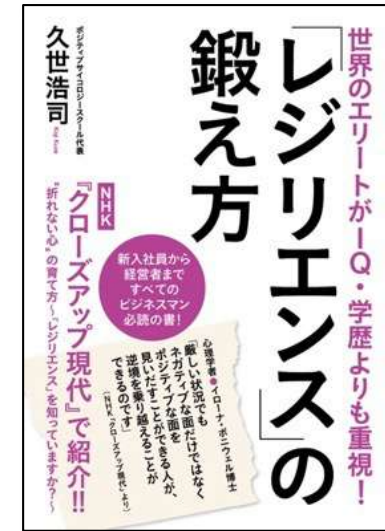 世界のエリートがIQ・学歴よりも重視!
「レジリエンス」の
鍛え方
ポジティブサイコロジースクール代表
久世浩司
Koji Kuze
NHK
『クローズアップ現代』で紹介!!
“折れない心”の育て方~「レジリエンス」を知っていますか?~
新入社員から
経営者まで
すべての
ビジネスマン
必読の書!
心理学者●イローナ・ボニウェル博士
「厳しい状況でも
ネガティブな面だけではなく
ポジティブな面を
見いだすことができる人が、
逆境を乗り越えることが
できるのです」
(NHK「クローズアップ現代」より)